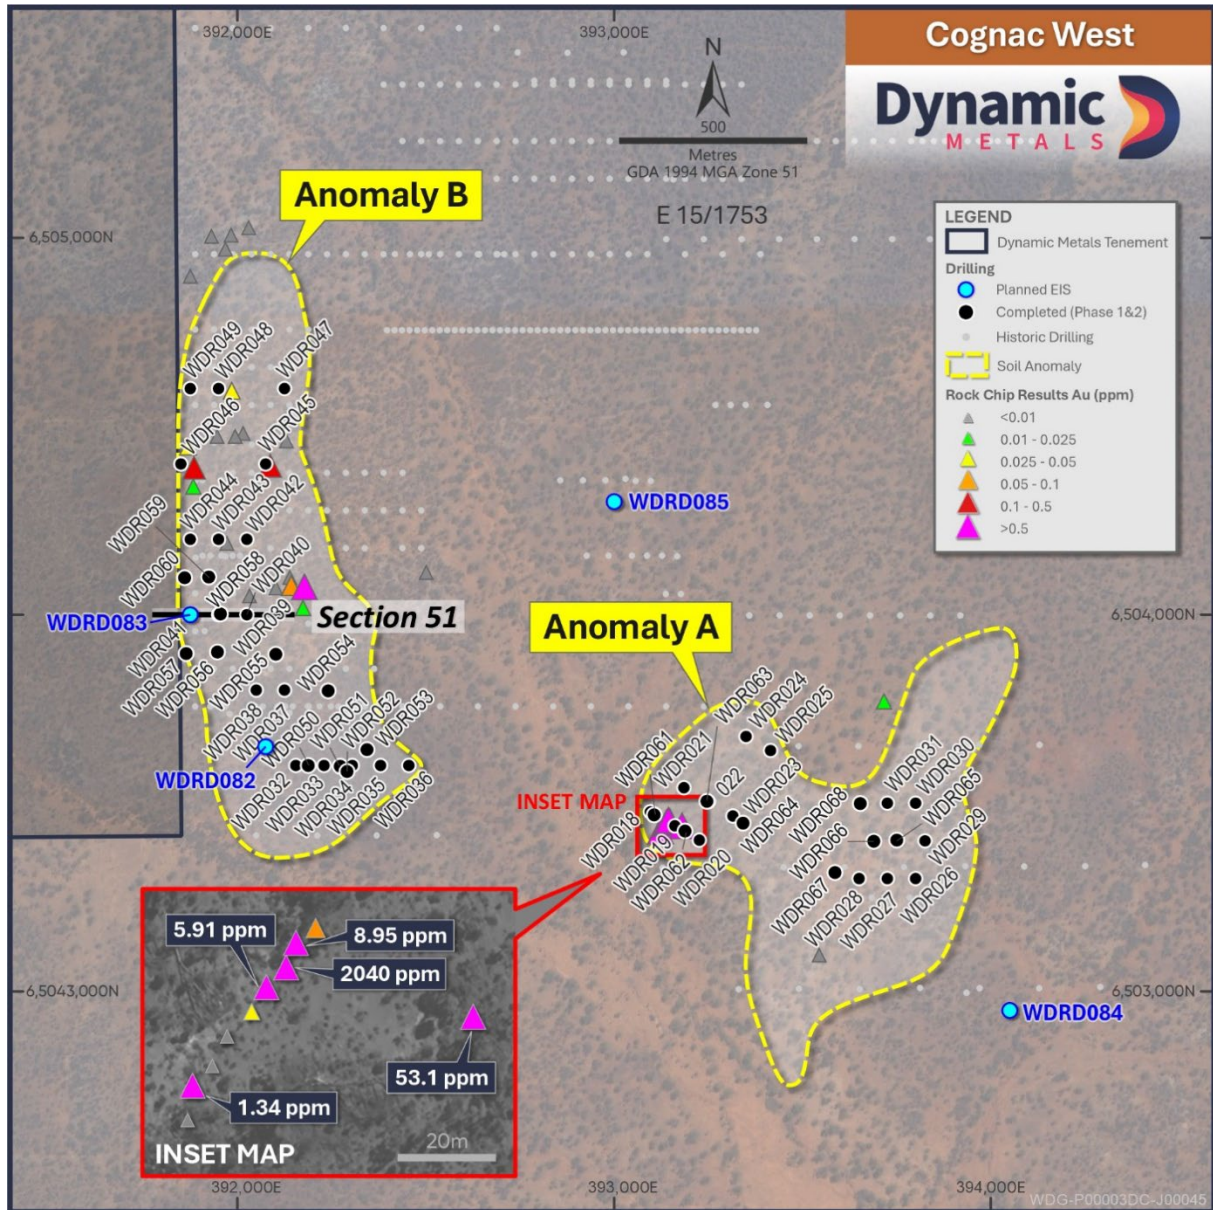 392,000E
393,000E
Cognac West
N
Dynamic
METALS
500
Metres
GDA 1994 MGA Zone 51
Anomaly B
E 15/1753
6,505,000N
LEGEND
Dynamic Metals Tenement
Drilling
Planned EIS
Completed (Phase 1&2)
Historic Drilling
Soil Anomaly
Rock Chip Results Au (ppm)
<0.01
0.01 - 0.025
0.025 - 0.05
0.05 - 0.1
0.1 - 0.5
>0.5
WDR049
WDR048
WDR047
WDR046
WDR045
WDR044
WDR043
WDR042
WDR059
WDRD085
WDR060
WDR058
WDR040
WDRD083
Section 51
6,504,000N
Anomaly A
WDR041
WDR039
WDR057
WDR056
WDR055
WDR054
WDR063
WDR024
WDR025
WDR038
WDR037
WDR050
WDR051
WDR052
WDR053
WDRD082
WDR032
WDR033
WDR034
WDR035
WDR036
WDR061
WDR021
022
WDR023
WDR064
WDR031
WDR030
WDR065
WDR068
WDR066
WDR029
INSET MAP
WDR018
WDR019
WDR062
WDR020
WDR067
WDR028
WDR027
WDR026
5.91 ppm
8.95 ppm
2040 ppm
6,5043,000N
6,503,000N
WDRD084
53.1 ppm
1.34 ppm
INSET MAP
20m
392,000E
393,000E
394,000E
WDG-P00003DC-J00045